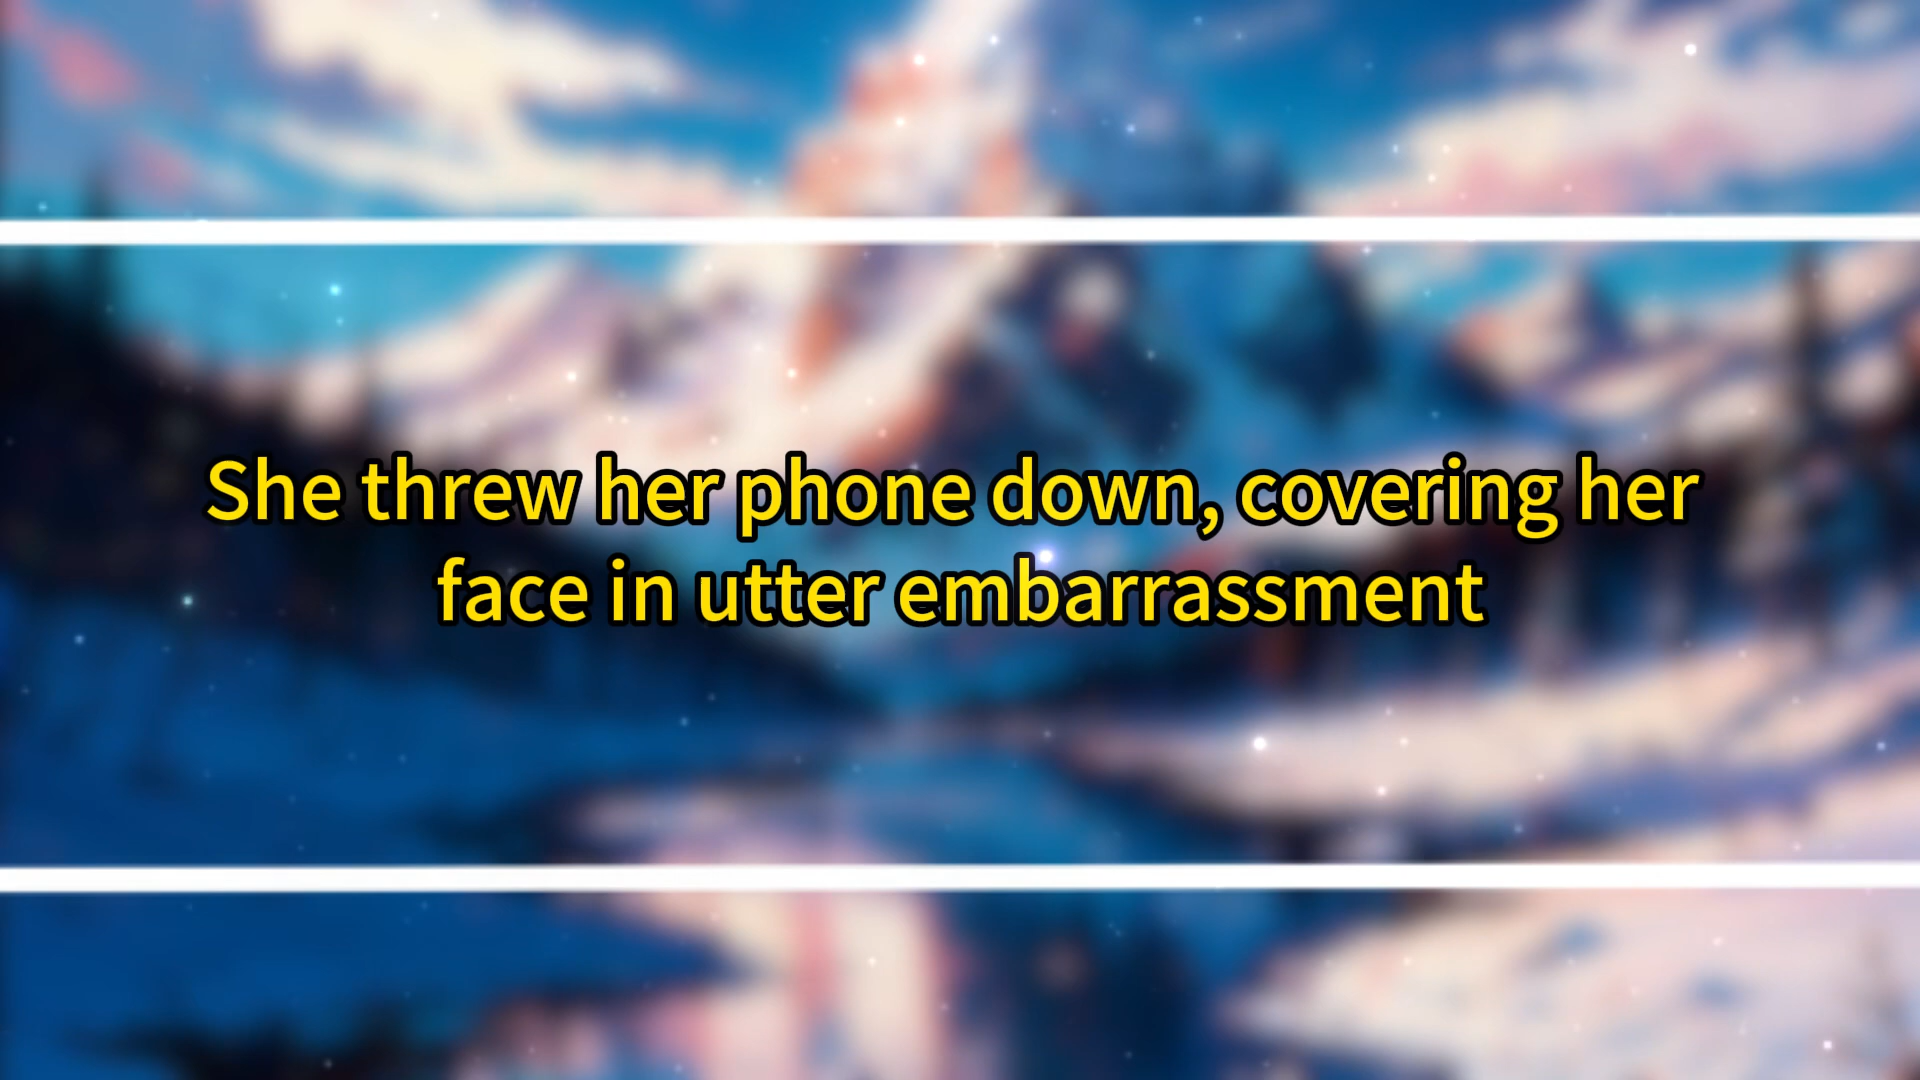 She threw her phone down, covering her
face in utter embarrassment